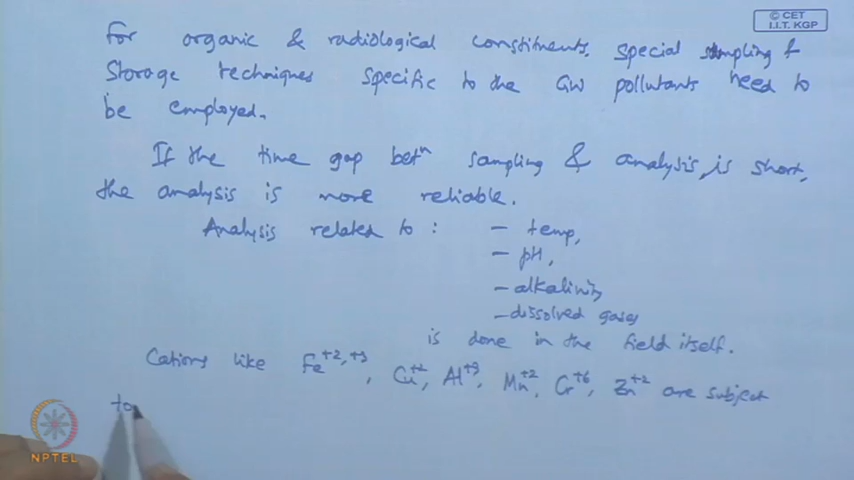 © CET
I.I.T. KGP
For organic & radiological constituents, special sampling &
storage techniques specific to the GW pollutants need to
be employed.
If the time gap betⁿ sampling & analysis, is short,
the analysis is more reliable.
Analysis related to : – temp,
– pH,
– alkalinity
– dissolved gases
is done in the field itself.
Cations like Fe+2,+3, Cu+2, Al+3, Mn+2, Cr+6, Zn+2 are subject
to
NPTEL